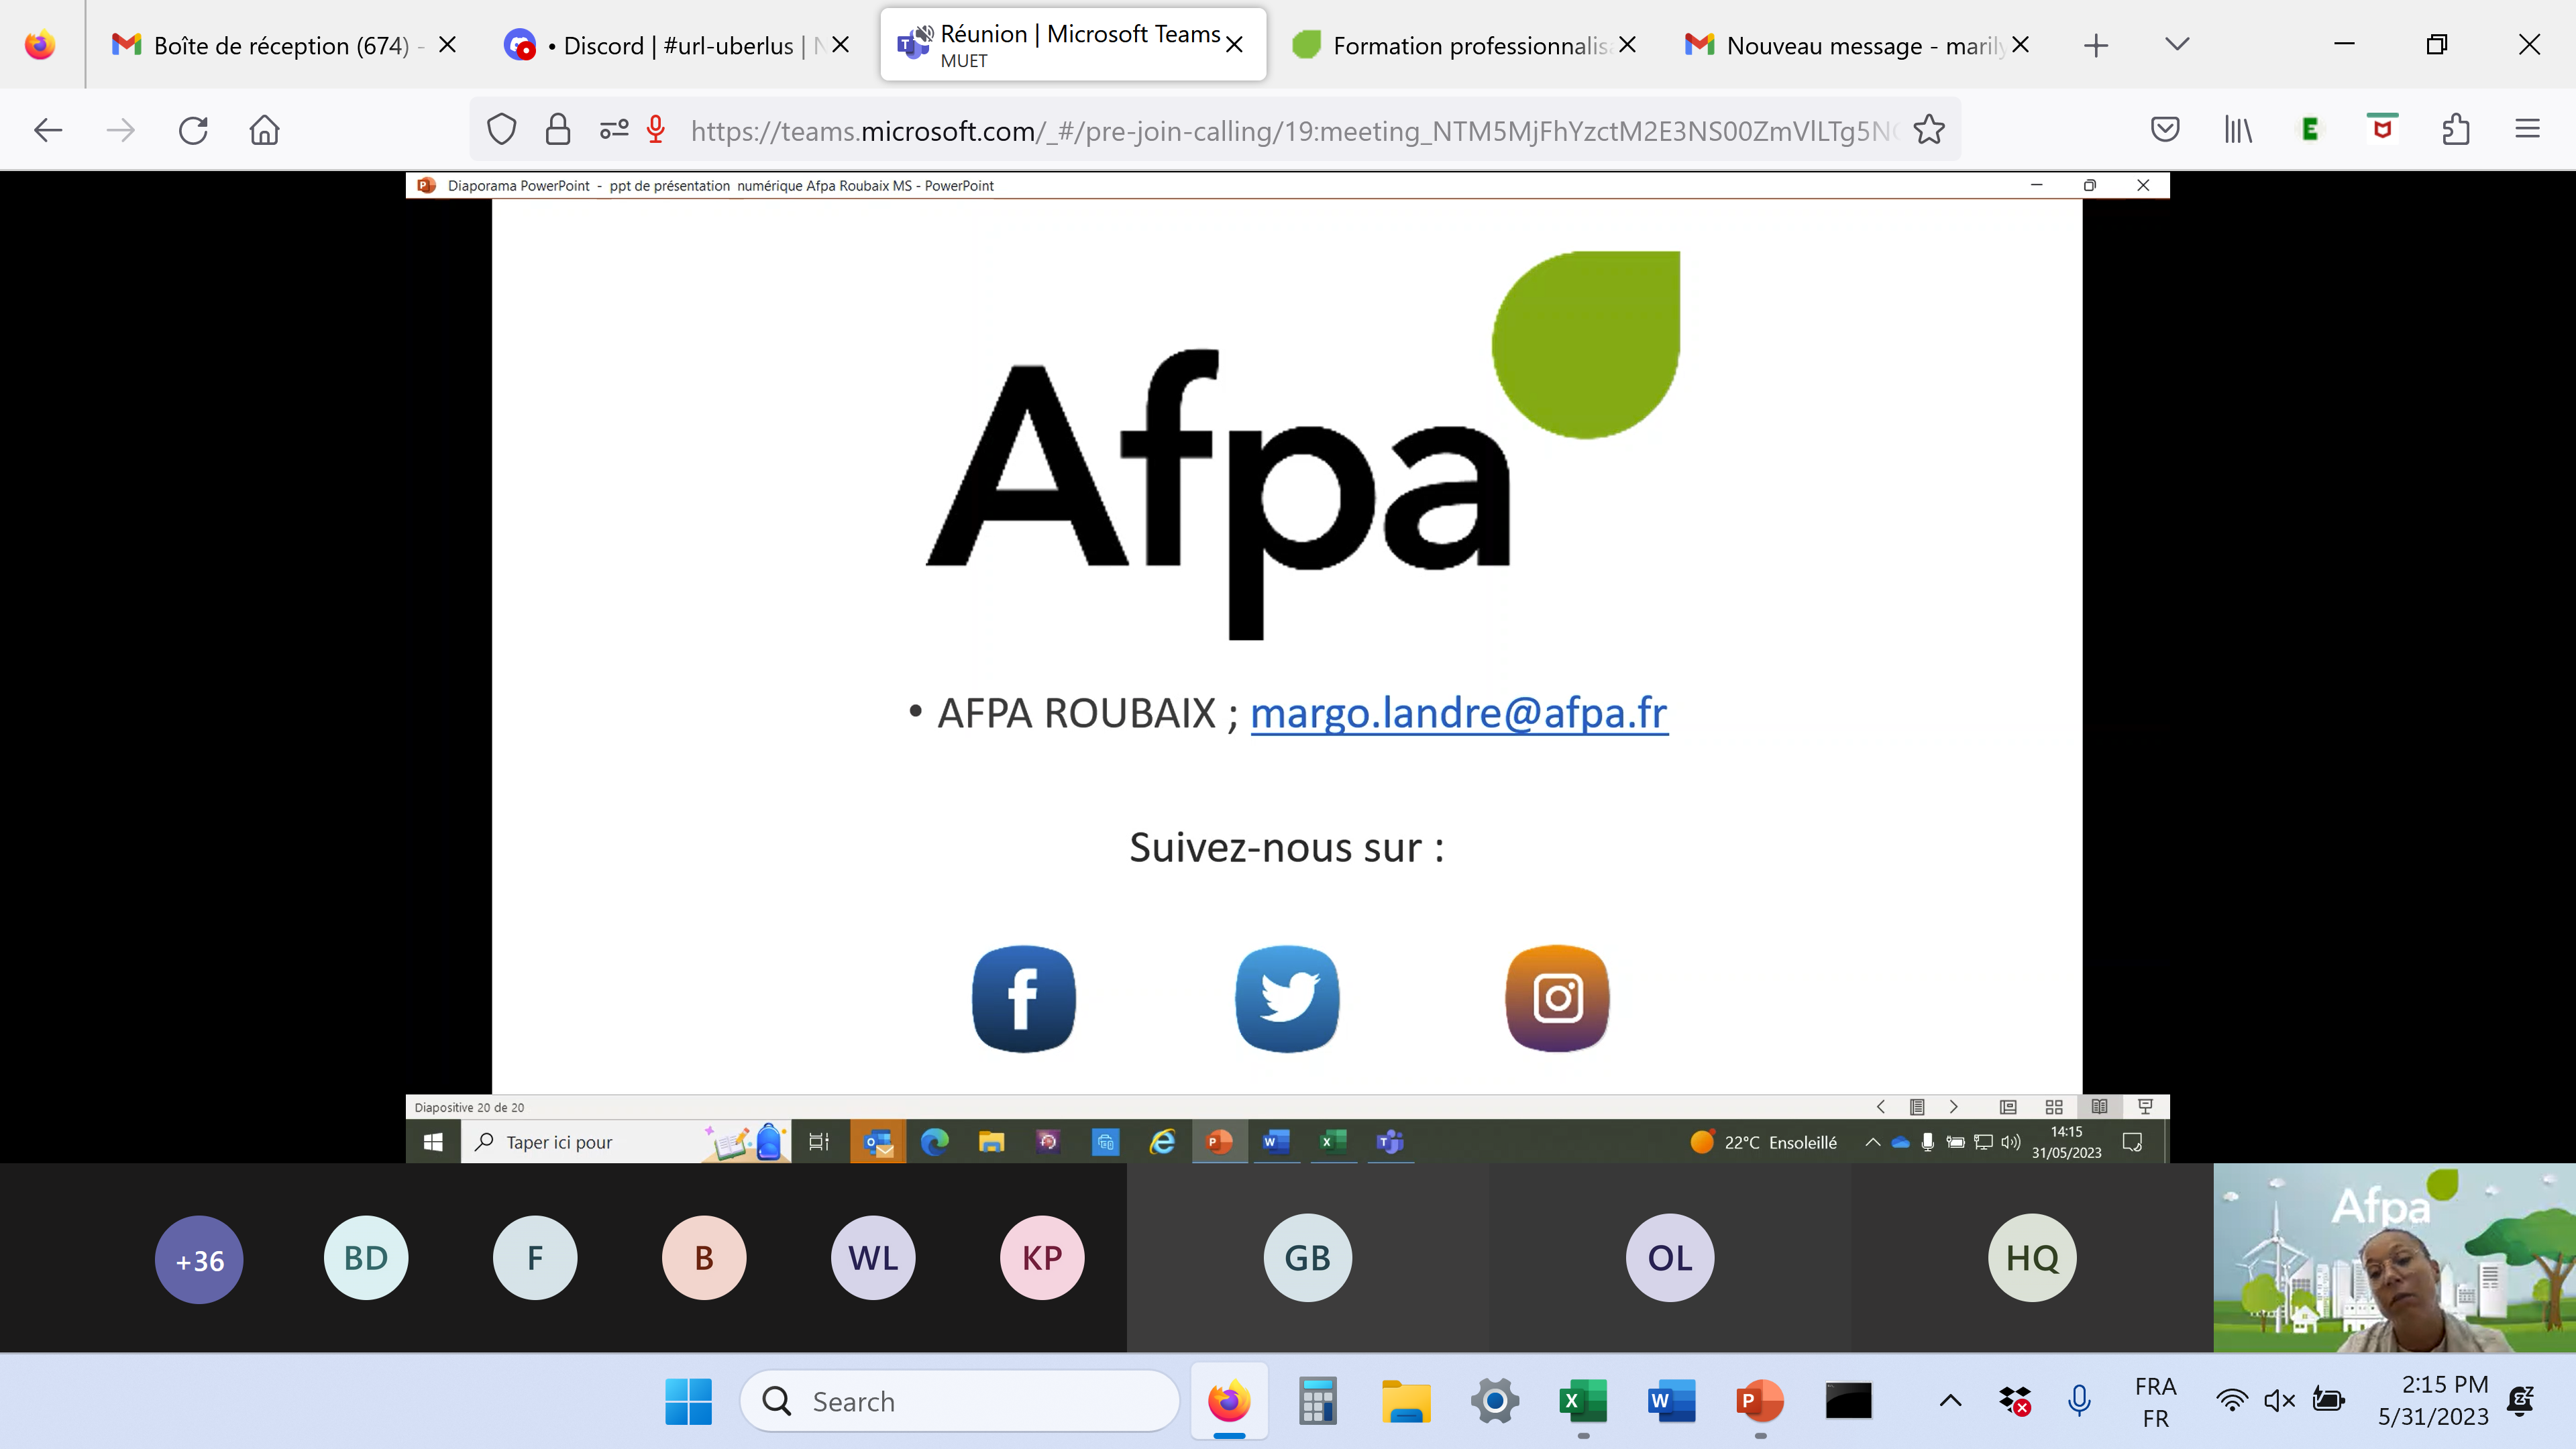 Boîte de réception (674) -
• Discord | #url-uberlus | N
Réunion | Microsoft Teams
MUET
Formation professionnalisa
Nouveau message - marily
https://teams.microsoft.com/_#/pre-join-calling/19:meeting_NTM5MjFhYzctM2E3NS00ZmVlLTg5N
Diaporama PowerPoint - ppt de présentation numérique Afpa Roubaix MS - PowerPoint
Afpa
• AFPA ROUBAIX ; margo.landre@afpa.fr
Suivez-nous sur :
Diapositive 20 de 20
Taper ici pour
22°C Ensoleillé
14:15
31/05/2023
+36
BD
F
B
WL
KP
GB
OL
HQ
Afpa
Search
FRA
FR
2:15 PM
5/31/2023